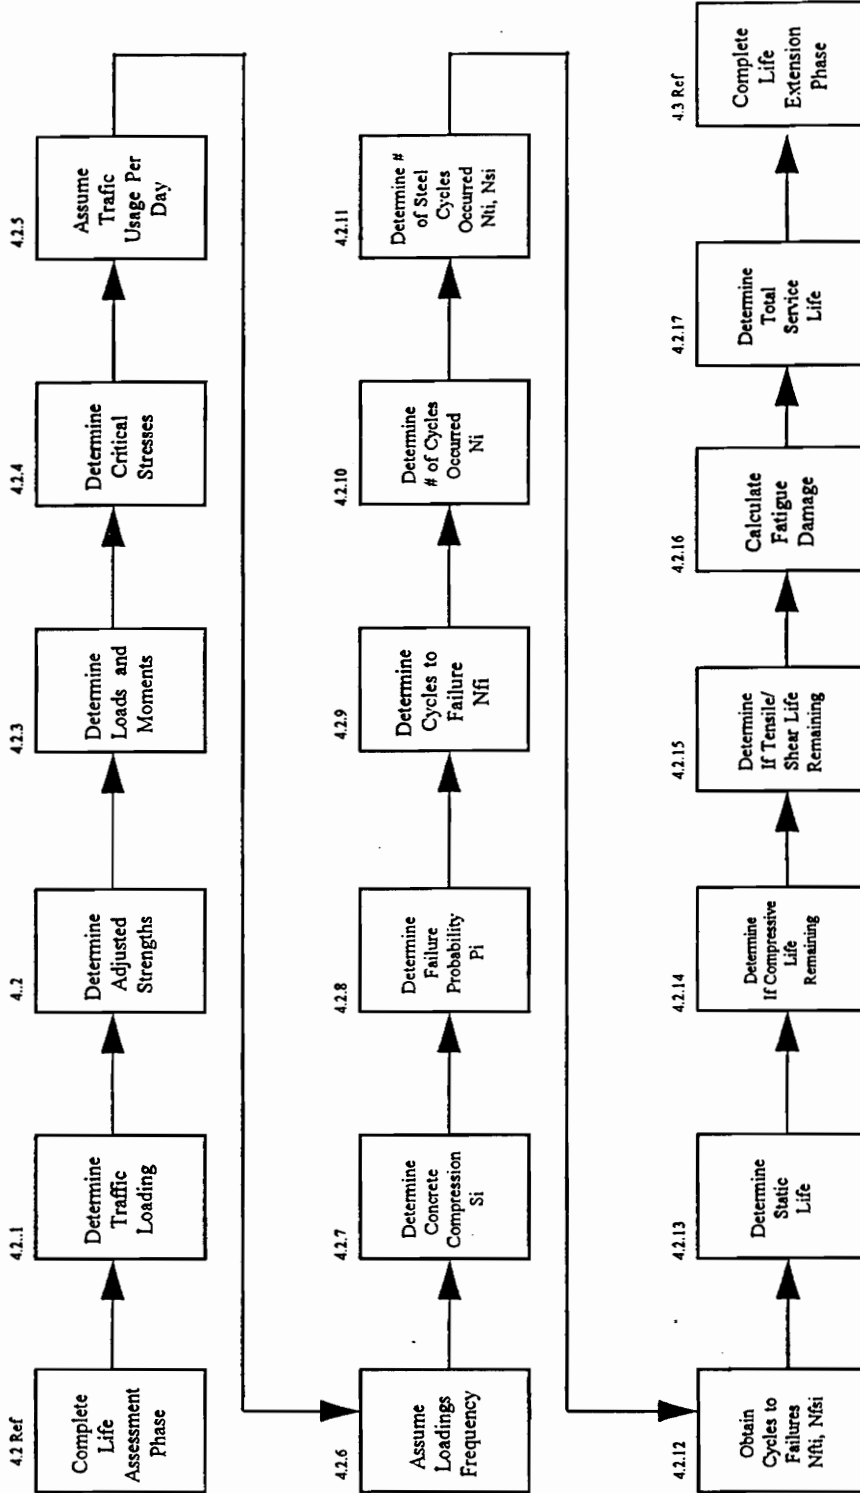 4.2 Ref
Complete
Life
Assessment
Phase
4.2..1
Determine
Traffic
Loading
4..2
Determine
Adjusted
Strengths
4.2.3
Determine
Loads and
Moments
4.2.4
Determine
Critical
Stresses
4.2.5
Assume
Trafic
Usage Per
Day
4.2.6
Assume
Loadings
Frequency
4.2.7
Determine
Concrete
Compression
Si
4.2.8
Determine
Failure
Probability
Pi
4.2.9
Determine
Cycles to
Failure
Nfi
4.2.10
Determine
# of Cycles
Occurred
Ni
4.2.11
Determine #
of Steel
Cycles
Occurred
Nti, Nsi
4.2.12
Obtain
Cycles to
Failures
Nfti, Nfsi
4.2.13
Determine
Static
Life
4.2.14
Determine
If Compressive
Life
Remaining
4.2.15
Determine
If Tensile/
Shear Life
Remaining
4.2.16
Calculate
Fatigue
Damage
4.2.17
Determine
Total
Service
Life
4.3 Ref
Complete
Life
Extension
Phase